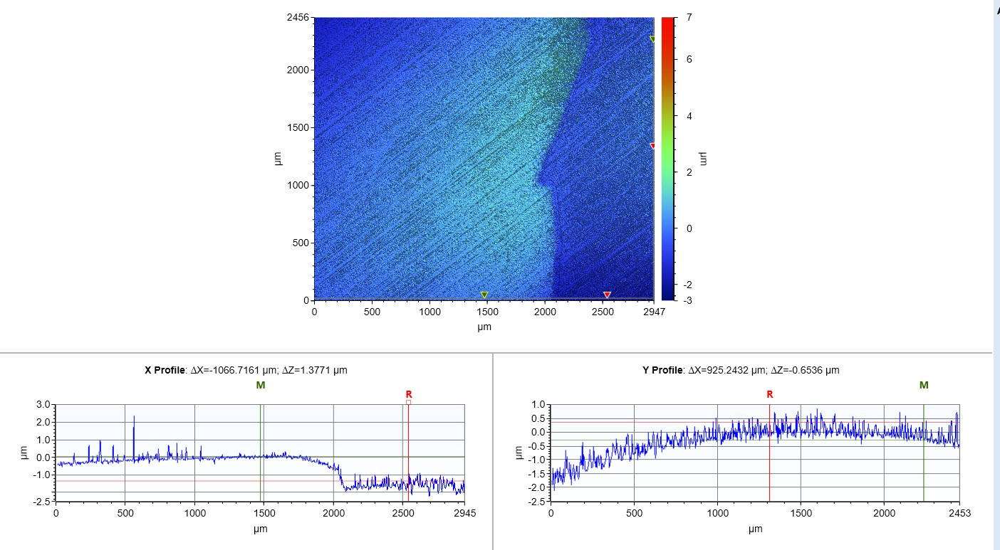 2456
2000
1500
1000
500
0
µm
0 500 1000 1500 2000 2500 2947
µm
7
6
4
2
0
-2
-3
µm
X Profile: ΔX=-1066.7161 µm; ΔZ=1.3771 µm
M
R
3.0
2.0
1.0
0.0
-1.0
-2.5
µm
0 500 1000 1500 2000 2500 2945
µm
Y Profile: ΔX=925.2432 µm; ΔZ=-0.6536 µm
R
M
1.0
0.5
0.0
-0.5
-1.0
-1.5
-2.0
-2.5
µm
0 500 1000 1500 2000 2453
µm